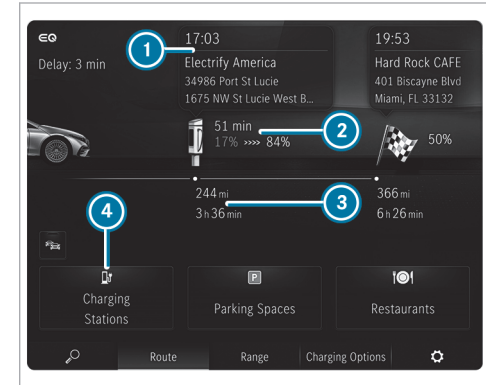 EQ
Delay: 3 min
1
17:03
Electrify America
34986 Port St Lucie
1675 NW St Lucie West B...
19:53
Hard Rock CAFE
401 Biscayne Blvd
Miami, FL 33132
51 min
17% »»» 84%
2
50%
244 mi
3 h 36 min
3
366 mi
6 h 26 min
4
Charging
Stations
P
Parking Spaces
Restaurants
Route
Range
Charging Options